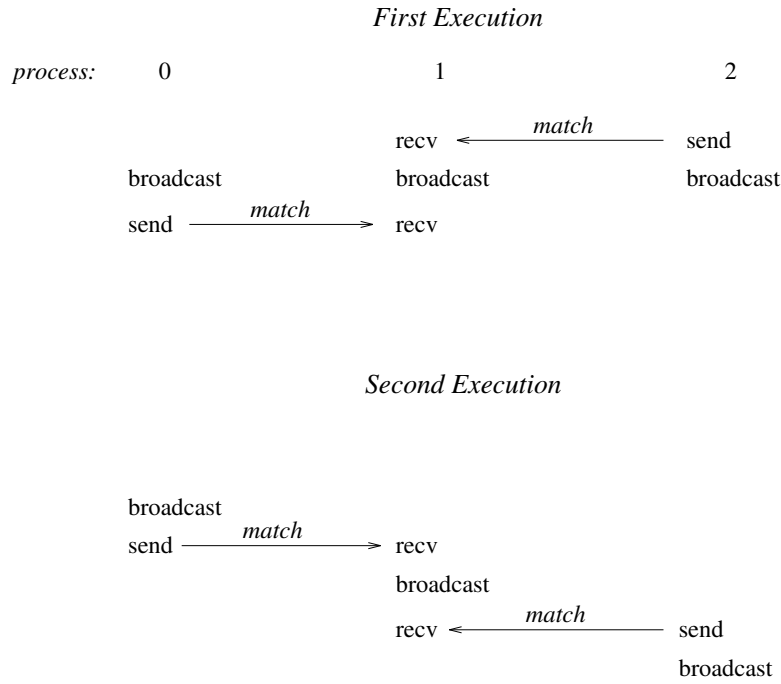 First Execution
process: 0 1 2
recv match send
broadcast broadcast broadcast
send match recv
Second Execution
broadcast
send match recv
broadcast
recv match send
broadcast